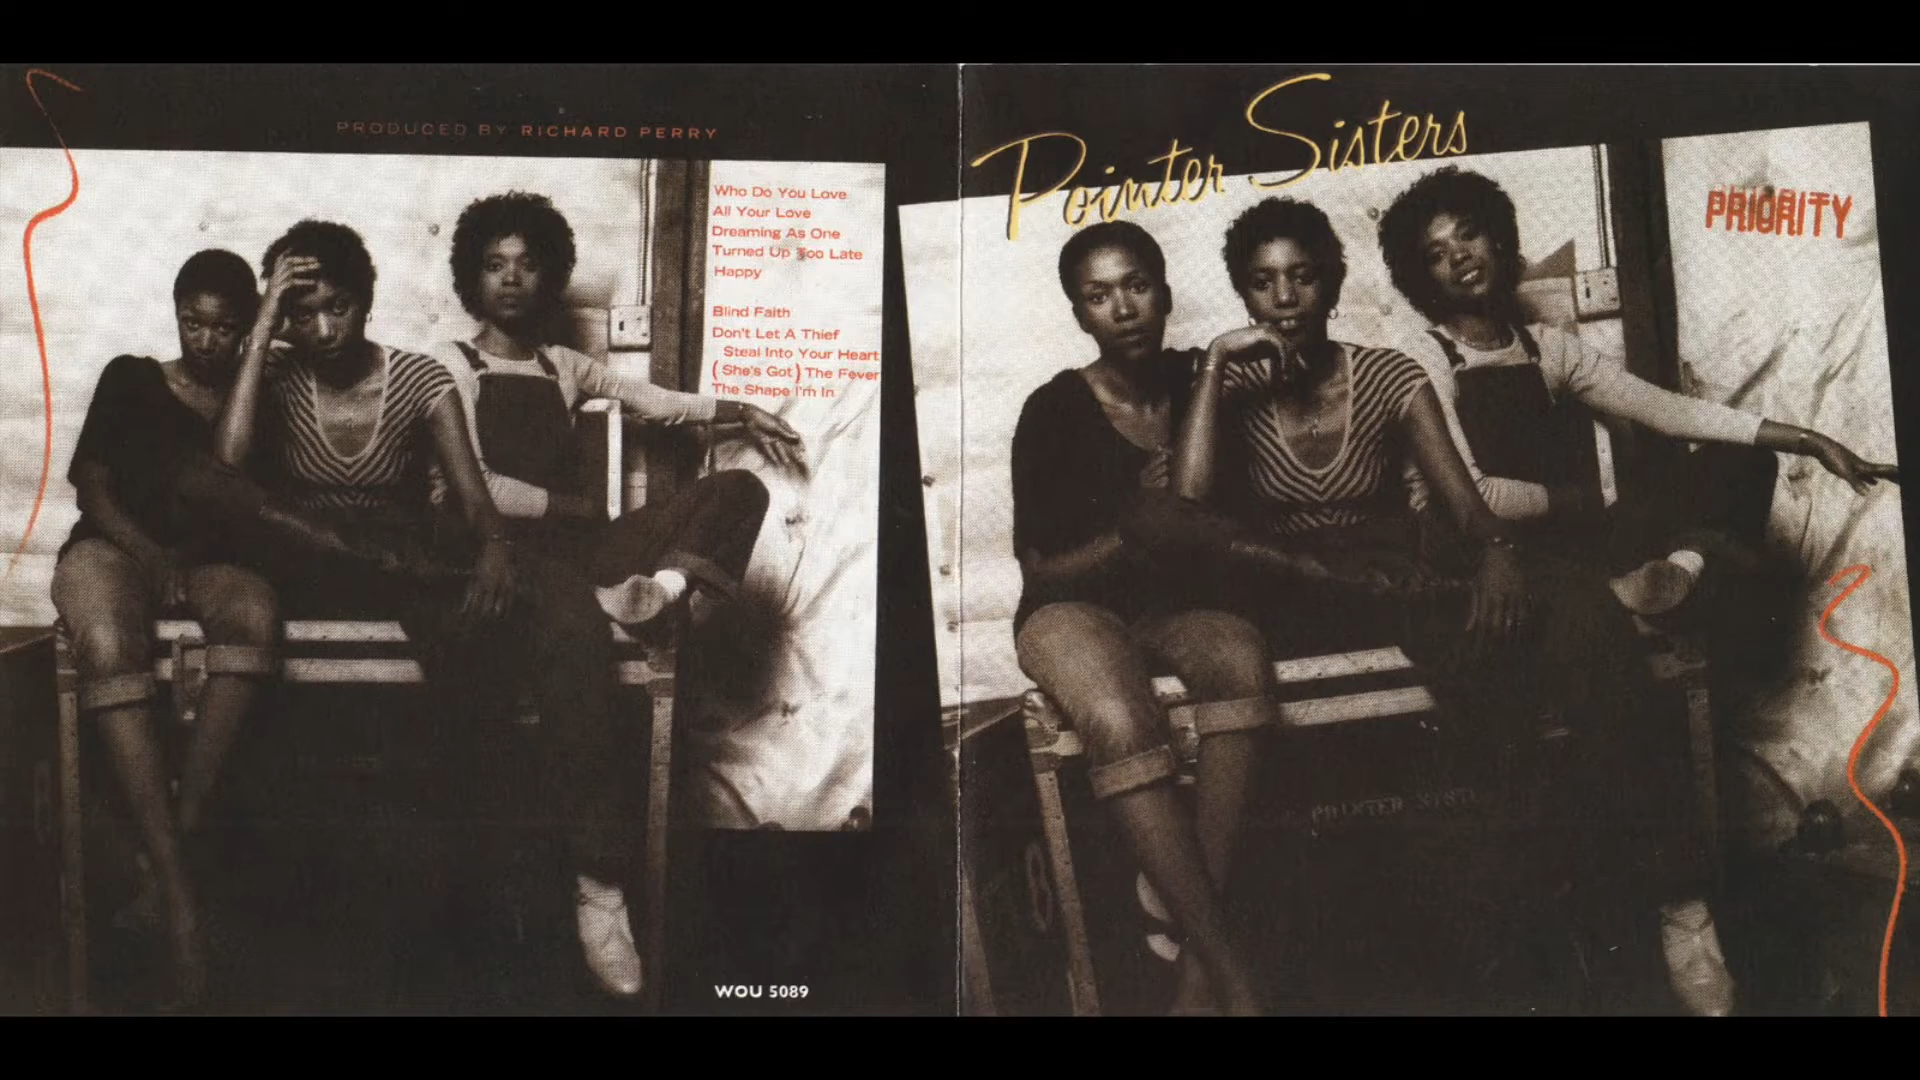 PRODUCED BY RICHARD PERRY
Who Do You Love
All Your Love
Dreaming As One
Turned Up Too Late
Happy
Blind Faith
Don't Let A Thief
Steal Into Your Heart
(She's Got) The Fever
The Shape I'm In
WOU 5089
Pointer Sisters
PRIORITY